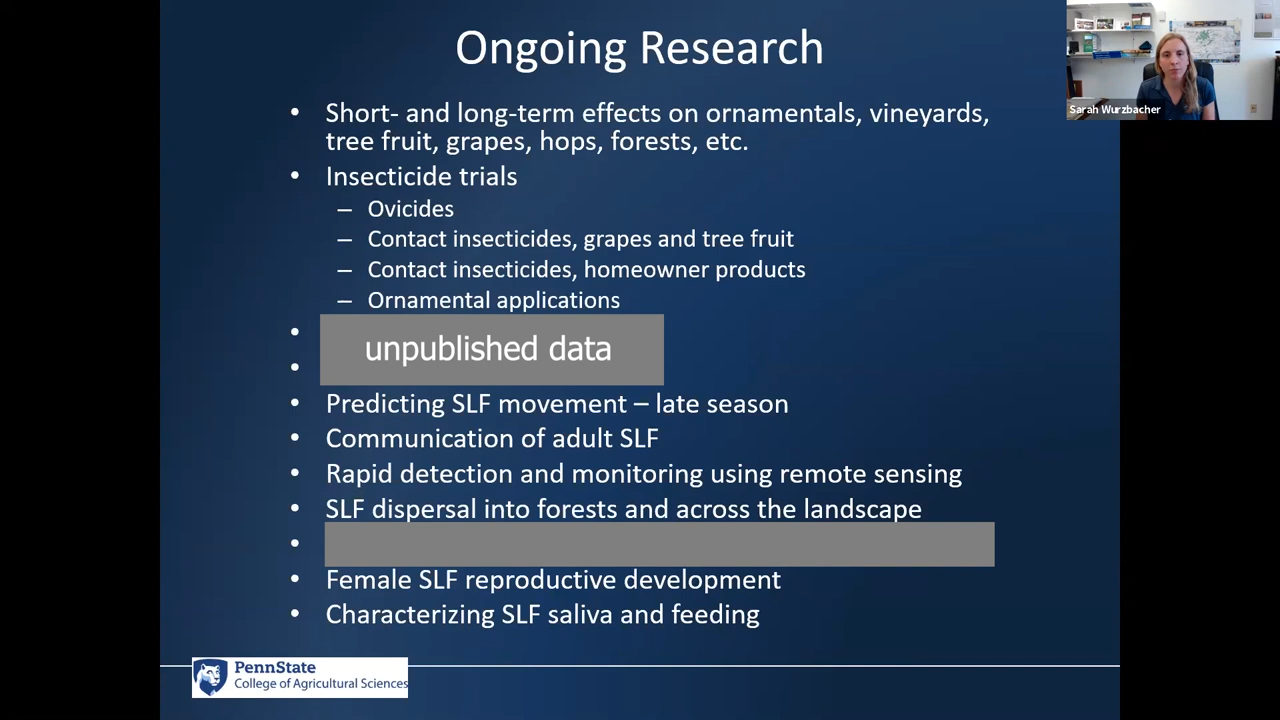 Ongoing Research
Sarah Wurzbacher
• Short- and long-term effects on ornamentals, vineyards,
tree fruit, grapes, hops, forests, etc.
• Insecticide trials
– Ovicides
– Contact insecticides, grapes and tree fruit
– Contact insecticides, homeowner products
– Ornamental applications
unpublished data
• Predicting SLF movement – late season
• Communication of adult SLF
• Rapid detection and monitoring using remote sensing
• SLF dispersal into forests and across the landscape
• Female SLF reproductive development
• Characterizing SLF saliva and feeding
PennState
College of Agricultural Sciences